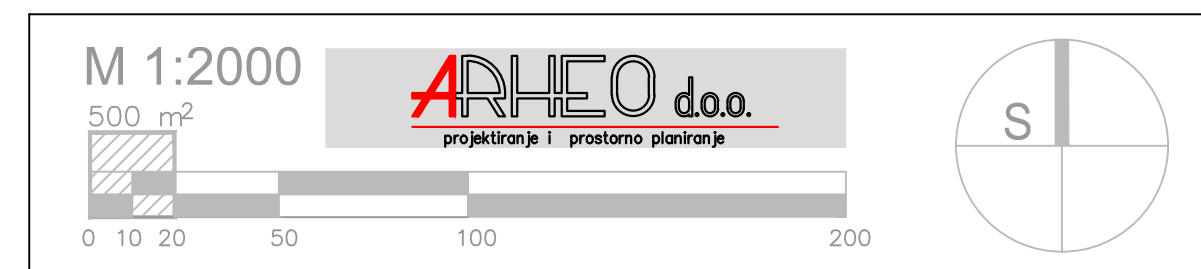 M 1:2000
500 m²
ARHEO d.o.o.
projektiranje i prostorno planiranje
S
0 10 20 50 100 200